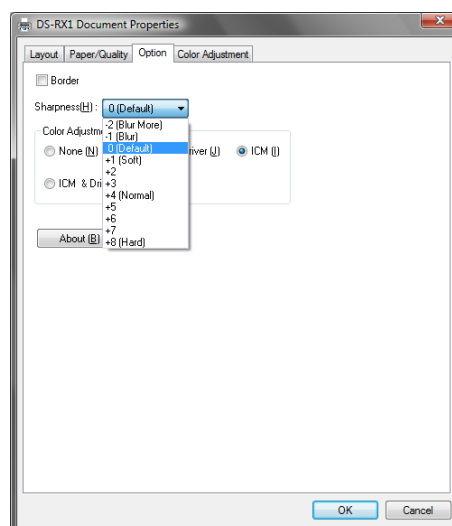 DS-RX1 Document Properties
Layout Paper/Quality Option Color Adjustment
Border
Sharpness(H) : 0 (Default)
-2 (Blur More)
-1 (Blur)
0 (Default)
+1 (Soft)
+2
+3
+4 (Normal)
+5
+6
+7
+8 (Hard)
Color Adjustm
None (N) river (J) ICM (I)
ICM & Dri
About (B)
OK Cancel